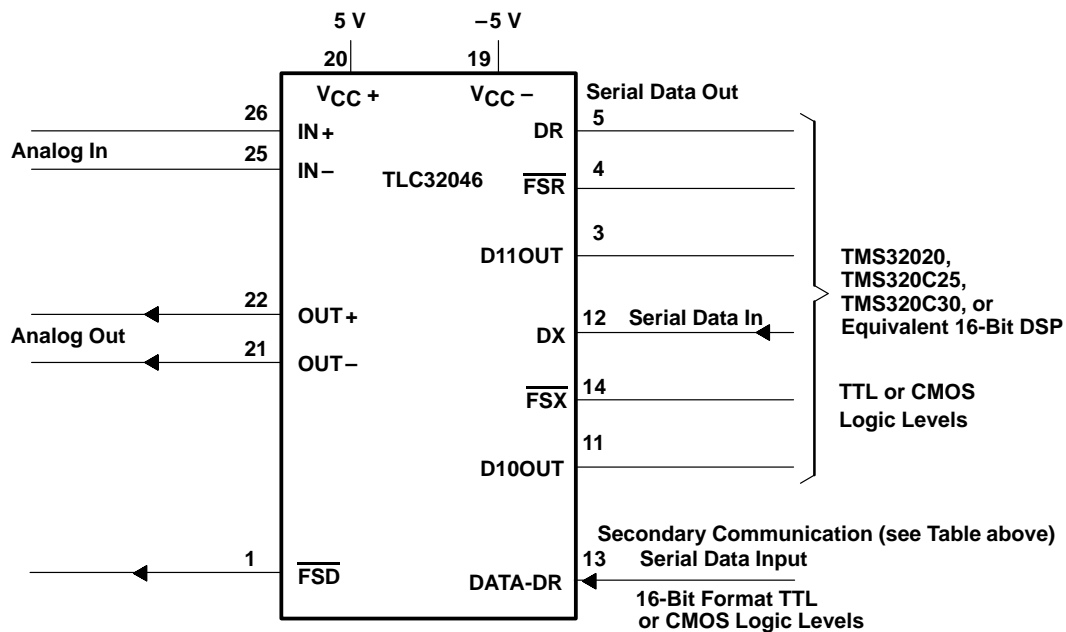 5 V
–5 V
20
19
VCC +
VCC –
Serial Data Out
26
IN +
DR
5
Analog In
25
IN –
TLC32046
FSR
4
D11OUT
3
TMS32020,
TMS320C25,
TMS320C30, or
Equivalent 16-Bit DSP
22
OUT +
DX
12
Serial Data In
Analog Out
21
OUT –
FSX
14
TTL or CMOS
Logic Levels
D10OUT
11
Secondary Communication (see Table above)
1
FSD
DATA-DR
13
Serial Data Input
16-Bit Format TTL
or CMOS Logic Levels